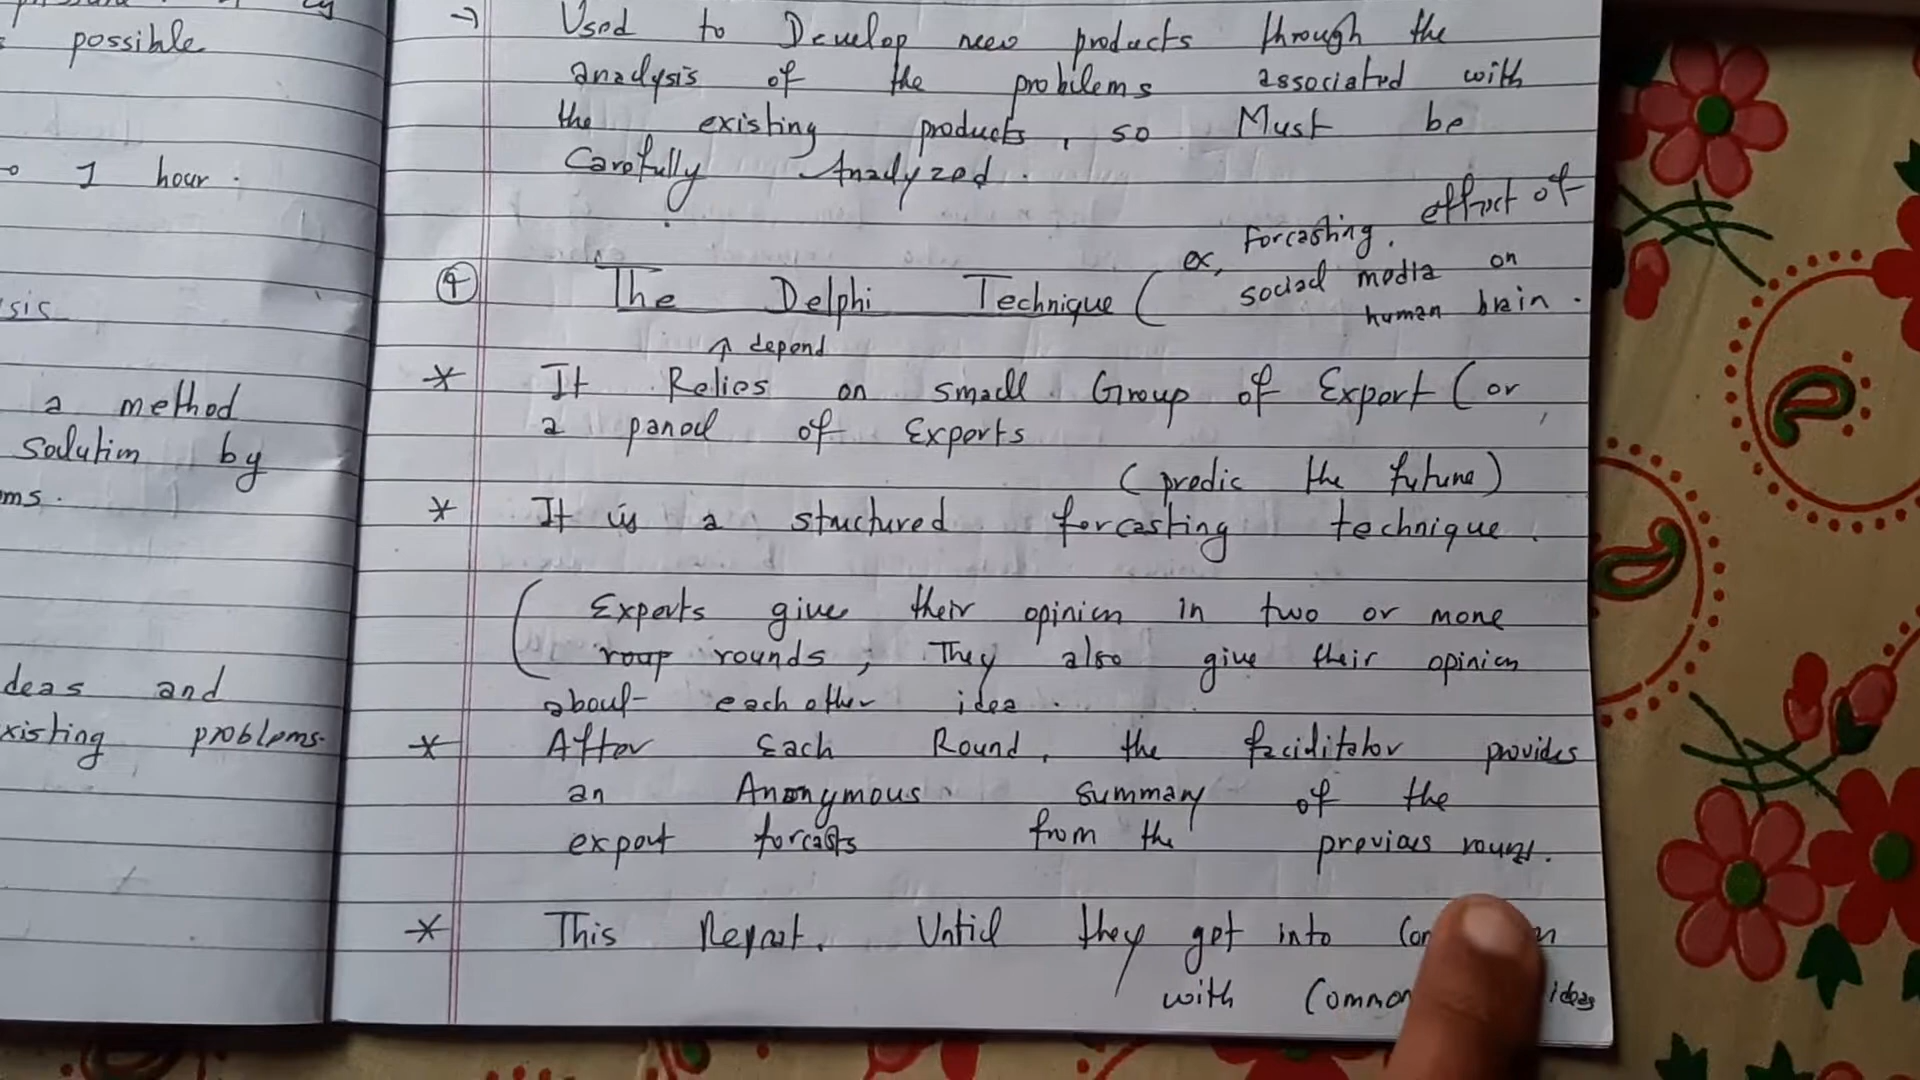 possible
1 hour.
sis
a method
solution by
ms.
deas and
xisting problems.
→ Used to Develop new products through the
analysis of the probilems associated with
the existing products, so Must be
Carefully Analyzed.
④ The Delphi Technique ( ex, Forcasting. effect of
social media on
human brain.
↑ depend
* It Relies on small Group of Expert (or
a panel of Experts
(predic the future)
* It is a structured forcasting technique.
( Experts give their opinion in two or more
roup rounds; They also give their opinion
about each other idea.
* After Each Round, the facilitator provides
an Anonymous summary of the
expert forcasts from the previous round.
* This Repeat. Until they get into
with ideas